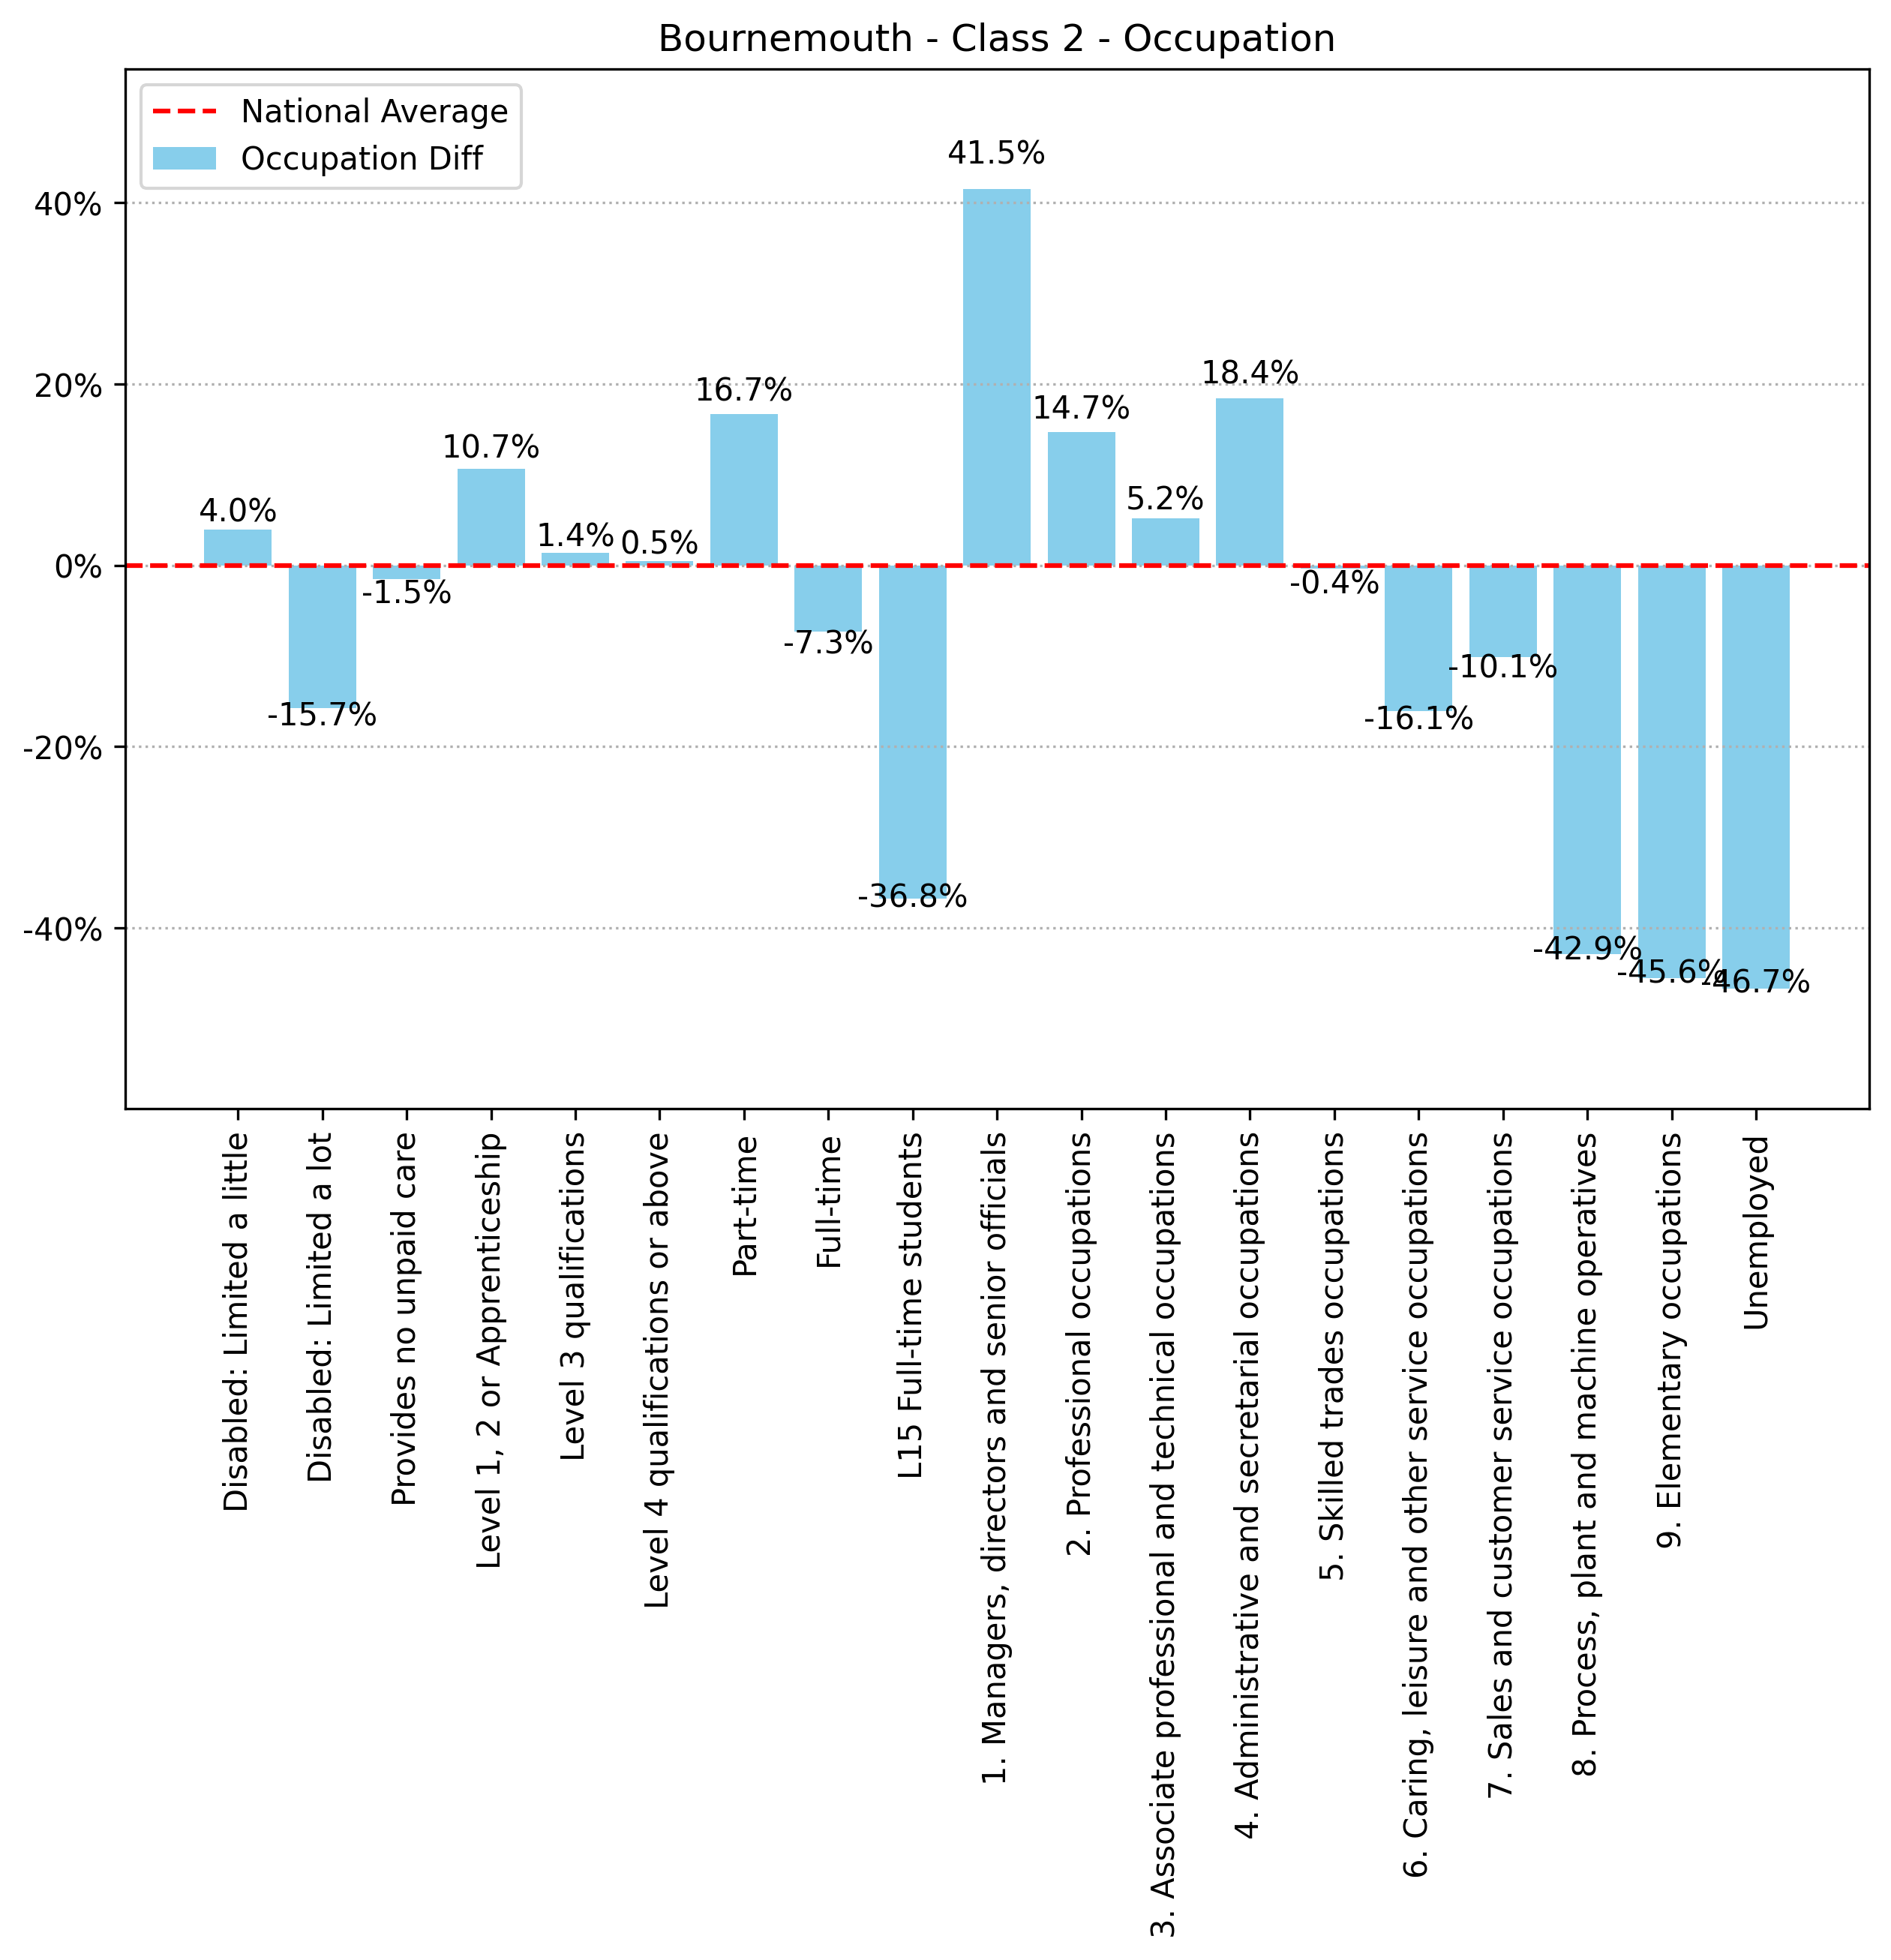 Bournemouth - Class 2 - Occupation
National Average
Occupation Diff
40%
20%
0%
-20%
-40%
4.0%
-15.7%
-1.5%
10.7%
1.4%
0.5%
16.7%
-7.3%
-36.8%
41.5%
14.7%
5.2%
18.4%
-0.4%
-16.1%
-10.1%
-42.9%
-45.6%
-46.7%
Disabled: Limited a little
Disabled: Limited a lot
Provides no unpaid care
Level 1, 2 or Apprenticeship
Level 3 qualifications
Level 4 qualifications or above
Part-time
Full-time
L15 Full-time students
1. Managers, directors and senior officials
2. Professional occupations
3. Associate professional and technical occupations
4. Administrative and secretarial occupations
5. Skilled trades occupations
6. Caring, leisure and other service occupations
7. Sales and customer service occupations
8. Process, plant and machine operatives
9. Elementary occupations
Unemployed